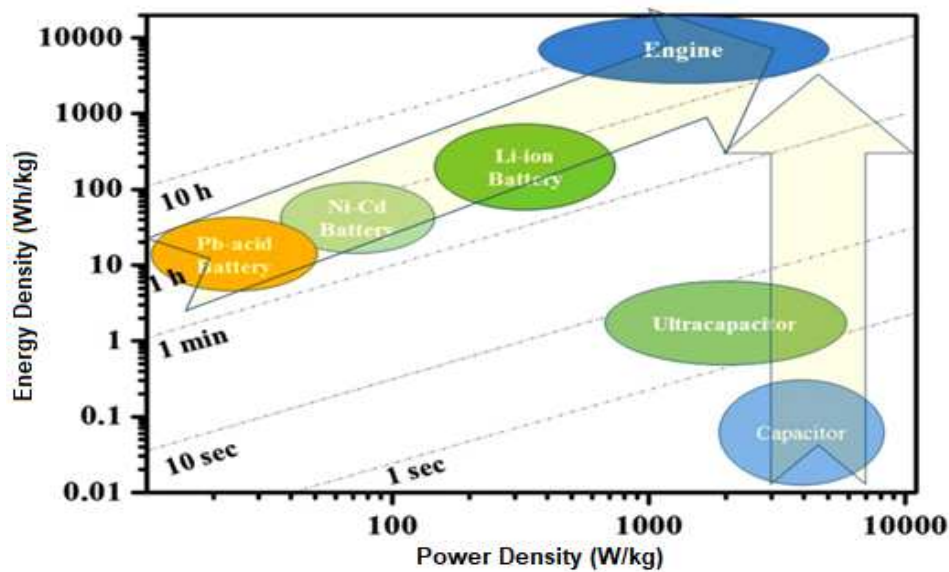 10000
1000
100
10
1
0.1
0.01
Energy Density (Wh/kg)
Engine
Li-ion
Battery
Ni-Cd
Battery
Pb-acid
Battery
Ultracapacitor
Capacitor
10 h
1 h
1 min
10 sec
1 sec
100
1000
10000
Power Density (W/kg)